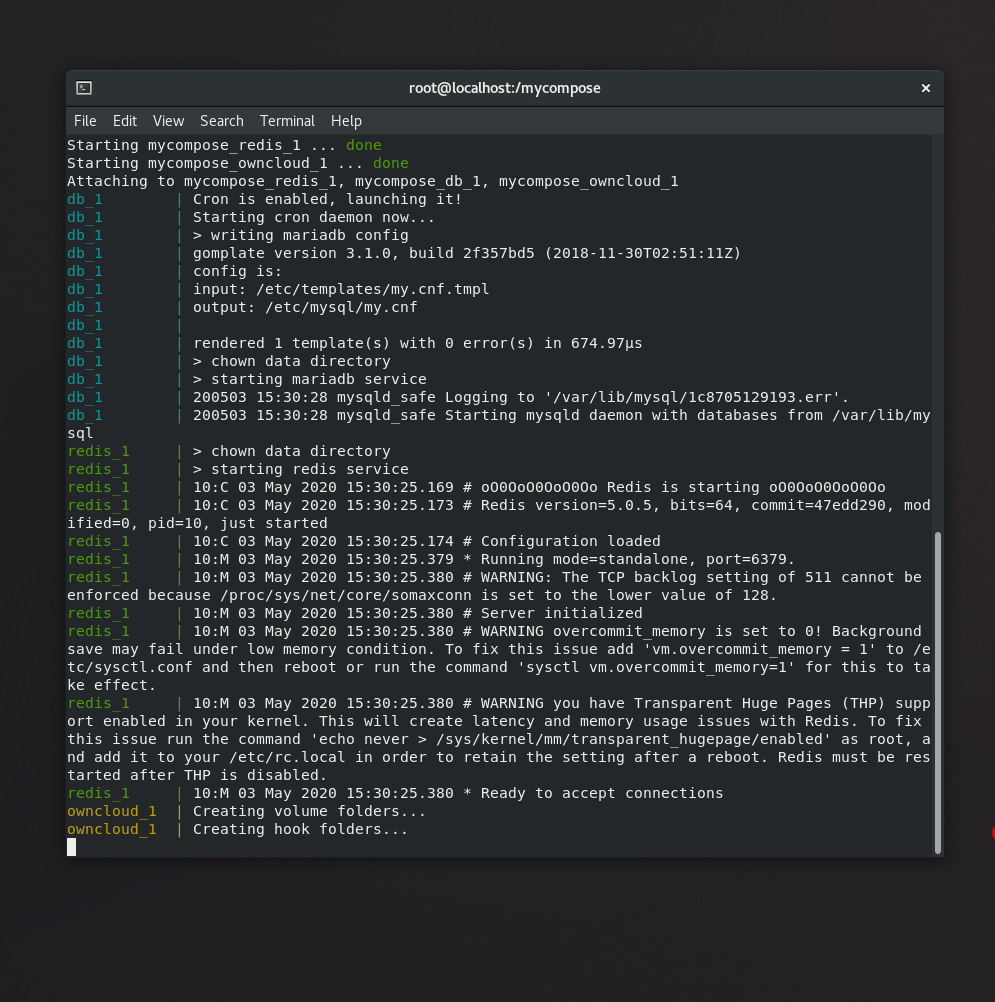 root@localhost:/mycompose
File Edit View Search Terminal Help
Starting mycompose_redis_1 ... done
Starting mycompose_owncloud_1 ... done
Attaching to mycompose_redis_1, mycompose_db_1, mycompose_owncloud_1
db_1        | Cron is enabled, launching it!
db_1        | Starting cron daemon now...
db_1        | > writing mariadb config
db_1        | gomplate version 3.1.0, build 2f357bd5 (2018-11-30T02:51:11Z)
db_1        | config is:
db_1        | input: /etc/templates/my.cnf.tmpl
db_1        | output: /etc/mysql/my.cnf
db_1        |
db_1        | rendered 1 template(s) with 0 error(s) in 674.97µs
db_1        | > chown data directory
db_1        | > starting mariadb service
db_1        | 200503 15:30:28 mysqld_safe Logging to '/var/lib/mysql/1c8705129193.err'.
db_1        | 200503 15:30:28 mysqld_safe Starting mysqld daemon with databases from /var/lib/my
sql
redis_1     | > chown data directory
redis_1     | > starting redis service
redis_1     | 10:C 03 May 2020 15:30:25.169 # oO0OoO0OoO0Oo Redis is starting oO0OoO0OoO0Oo
redis_1     | 10:C 03 May 2020 15:30:25.173 # Redis version=5.0.5, bits=64, commit=47edd290, mod
ified=0, pid=10, just started
redis_1     | 10:C 03 May 2020 15:30:25.174 # Configuration loaded
redis_1     | 10:M 03 May 2020 15:30:25.379 * Running mode=standalone, port=6379.
redis_1     | 10:M 03 May 2020 15:30:25.380 # WARNING: The TCP backlog setting of 511 cannot be
enforced because /proc/sys/net/core/somaxconn is set to the lower value of 128.
redis_1     | 10:M 03 May 2020 15:30:25.380 # Server initialized
redis_1     | 10:M 03 May 2020 15:30:25.380 # WARNING overcommit_memory is set to 0! Background
save may fail under low memory condition. To fix this issue add 'vm.overcommit_memory = 1' to /e
tc/sysctl.conf and then reboot or run the command 'sysctl vm.overcommit_memory=1' for this to ta
ke effect.
redis_1     | 10:M 03 May 2020 15:30:25.380 # WARNING you have Transparent Huge Pages (THP) supp
ort enabled in your kernel. This will create latency and memory usage issues with Redis. To fix
this issue run the command 'echo never > /sys/kernel/mm/transparent_hugepage/enabled' as root, a
nd add it to your /etc/rc.local in order to retain the setting after a reboot. Redis must be res
tarted after THP is disabled.
redis_1     | 10:M 03 May 2020 15:30:25.380 * Ready to accept connections
owncloud_1  | Creating volume folders...
owncloud_1  | Creating hook folders...